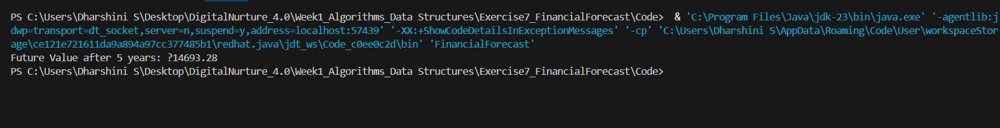 PS C:\Users\Dharshini S\Desktop\DigitalNurture_4.0\Week1_Algorithms_Data Structures\Exercise7_FinancialForecast\Code>  & 'C:\Program Files\Java\jdk-23\bin\java.exe' '-agentlib:j
dwp=transport=dt_socket,server=n,suspend=y,address=localhost:57439' '-XX:+ShowCodeDetailsInExceptionMessages' '-cp' 'C:\Users\Dharshini S\AppData\Roaming\Code\User\workspaceStor
age\ce121e721611da9a894a97cc377485b1\redhat.java\jdt_ws\Code_c0ee0c2d\bin' 'FinancialForecast'
Future Value after 5 years: ?14693.28
PS C:\Users\Dharshini S\Desktop\DigitalNurture_4.0\Week1_Algorithms_Data Structures\Exercise7_FinancialForecast\Code>